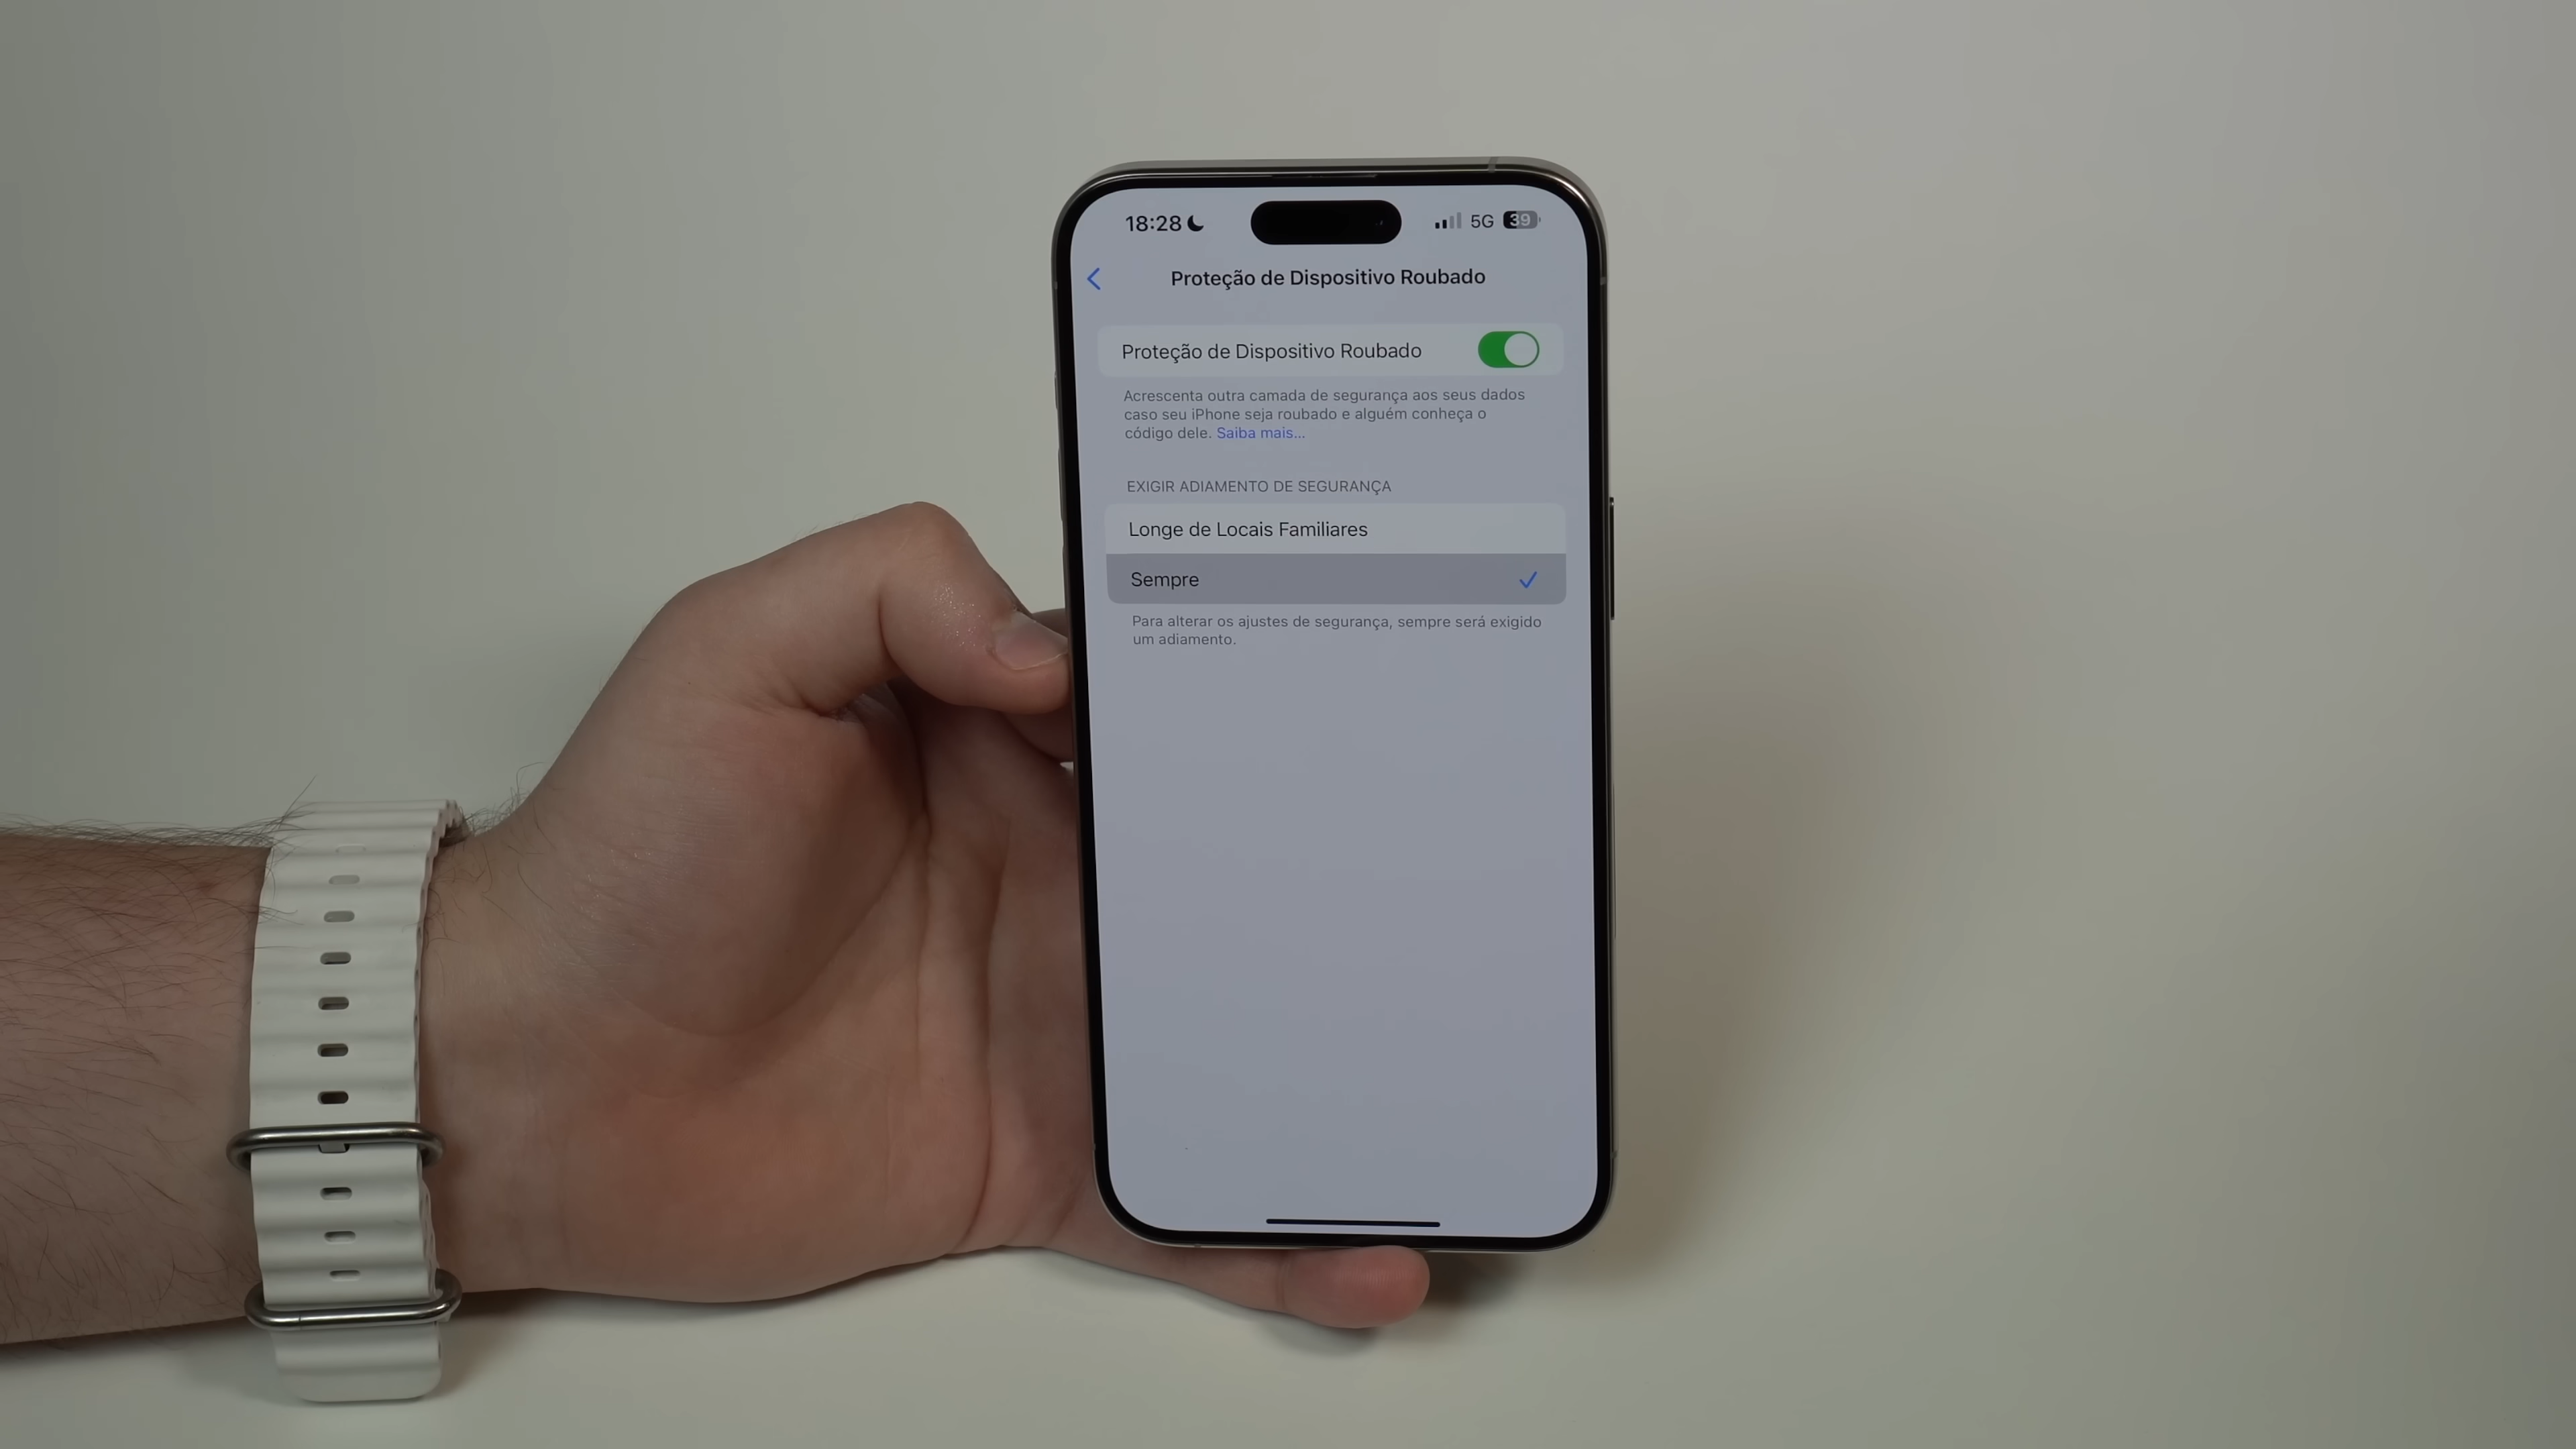 18:28
5G 39
Proteção de Dispositivo Roubado
Proteção de Dispositivo Roubado
Acrescenta outra camada de segurança aos seus dados
caso seu iPhone seja roubado e alguém conheça o
código dele. Saiba mais...
EXIGIR ADIAMENTO DE SEGURANÇA
Longe de Locais Familiares
Sempre
Para alterar os ajustes de segurança, sempre será exigido
um adiamento.